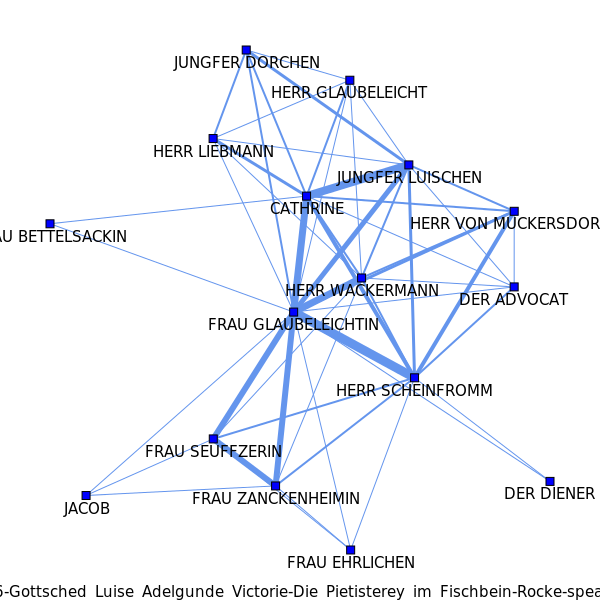 JUNGFER DORCHEN
HERR GLAUBELEICHT
HERR LIEBMANN
JUNGFER LUISCHEN
CATHRINE
HERR VON MUCKERSDOR
AU BETTELSACKIN
HERR WACKERMANN
DER ADVOCAT
FRAU GLAUBELEICHTIN
HERR SCHEINFROMM
FRAU SEUFFZERIN
FRAU ZANCKENHEIMIN
DER DIENER
JACOB
FRAU EHRLICHEN
6-Gottsched Luise Adelgunde Victorie-Die Pietisterey im Fischbein-Rocke-spea